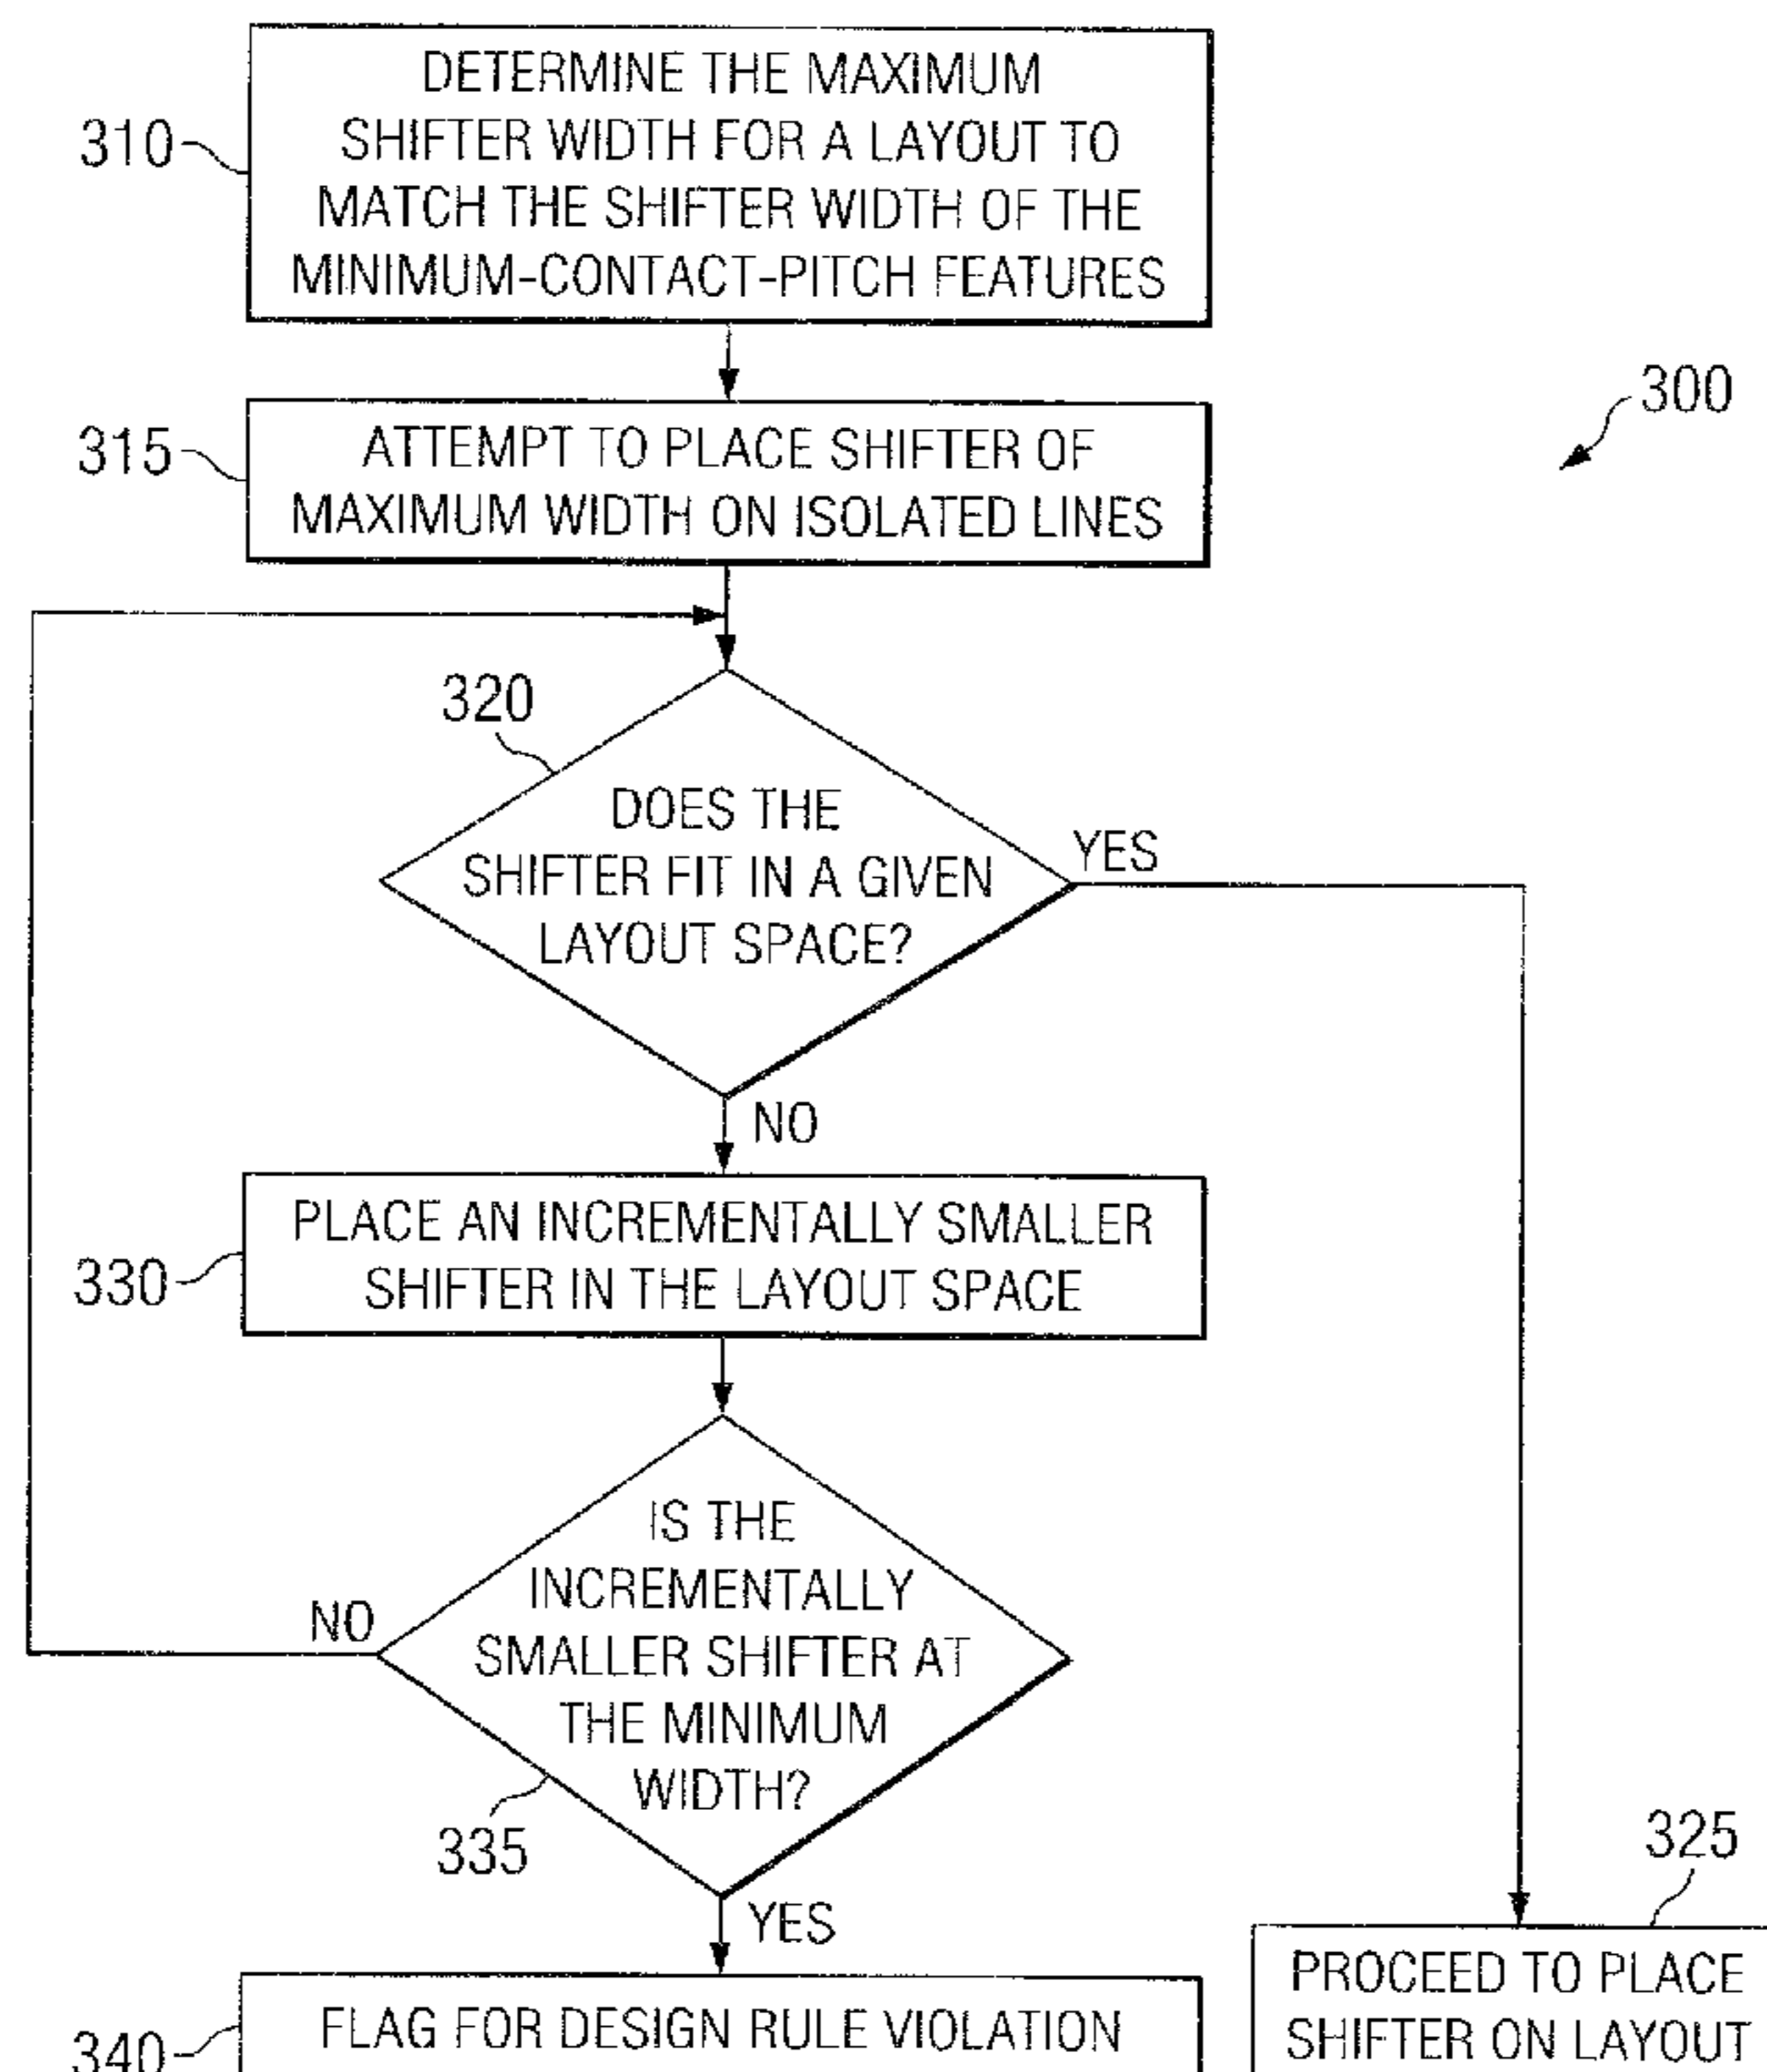 DETERMINE THE MAXIMUM
SHIFTER WIDTH FOR A LAYOUT TO
MATCH THE SHIFTER WIDTH OF THE
MINIMUM-CONTACT-PITCH FEATURES
310
300
ATTEMPT TO PLACE SHIFTER OF
MAXIMUM WIDTH ON ISOLATED LINES
315
320
DOES THE
SHIFTER FIT IN A GIVEN
LAYOUT SPACE?
YES
NO
PLACE AN INCREMENTALLY SMALLER
SHIFTER IN THE LAYOUT SPACE
330
IS THE
INCREMENTALLY
SMALLER SHIFTER AT
THE MINIMUM
WIDTH?
NO
335
YES
325
FLAG FOR DESIGN RULE VIOLATION
340
PROCEED TO PLACE
SHIFTER ON LAYOUT